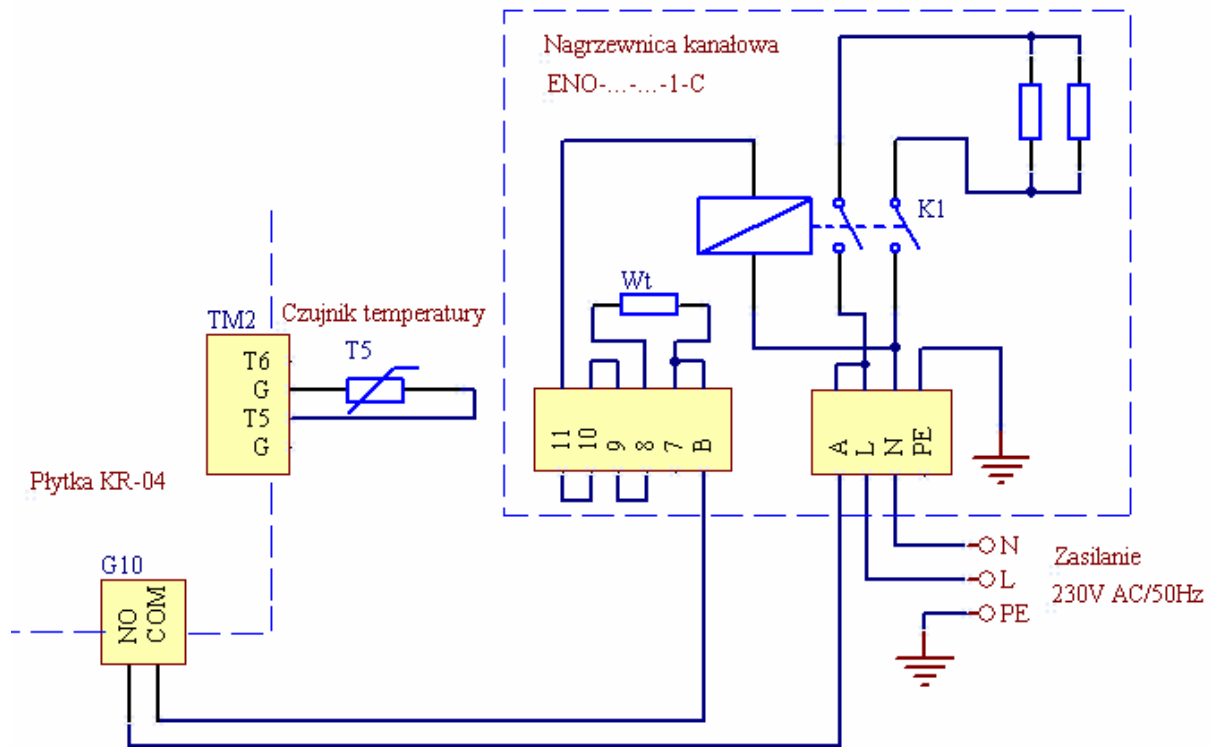 Nagrzewnica kanałowa
ENO-...-...-1-C
K1
Wt
Czujnik temperatury
TM2
T5
T6
G
T5
G
11
10
9
8
7
B
A
L
N
PE
Płytka KR-04
G10
NO
COM
N
L
PE
Zasilanie
230V AC/50Hz